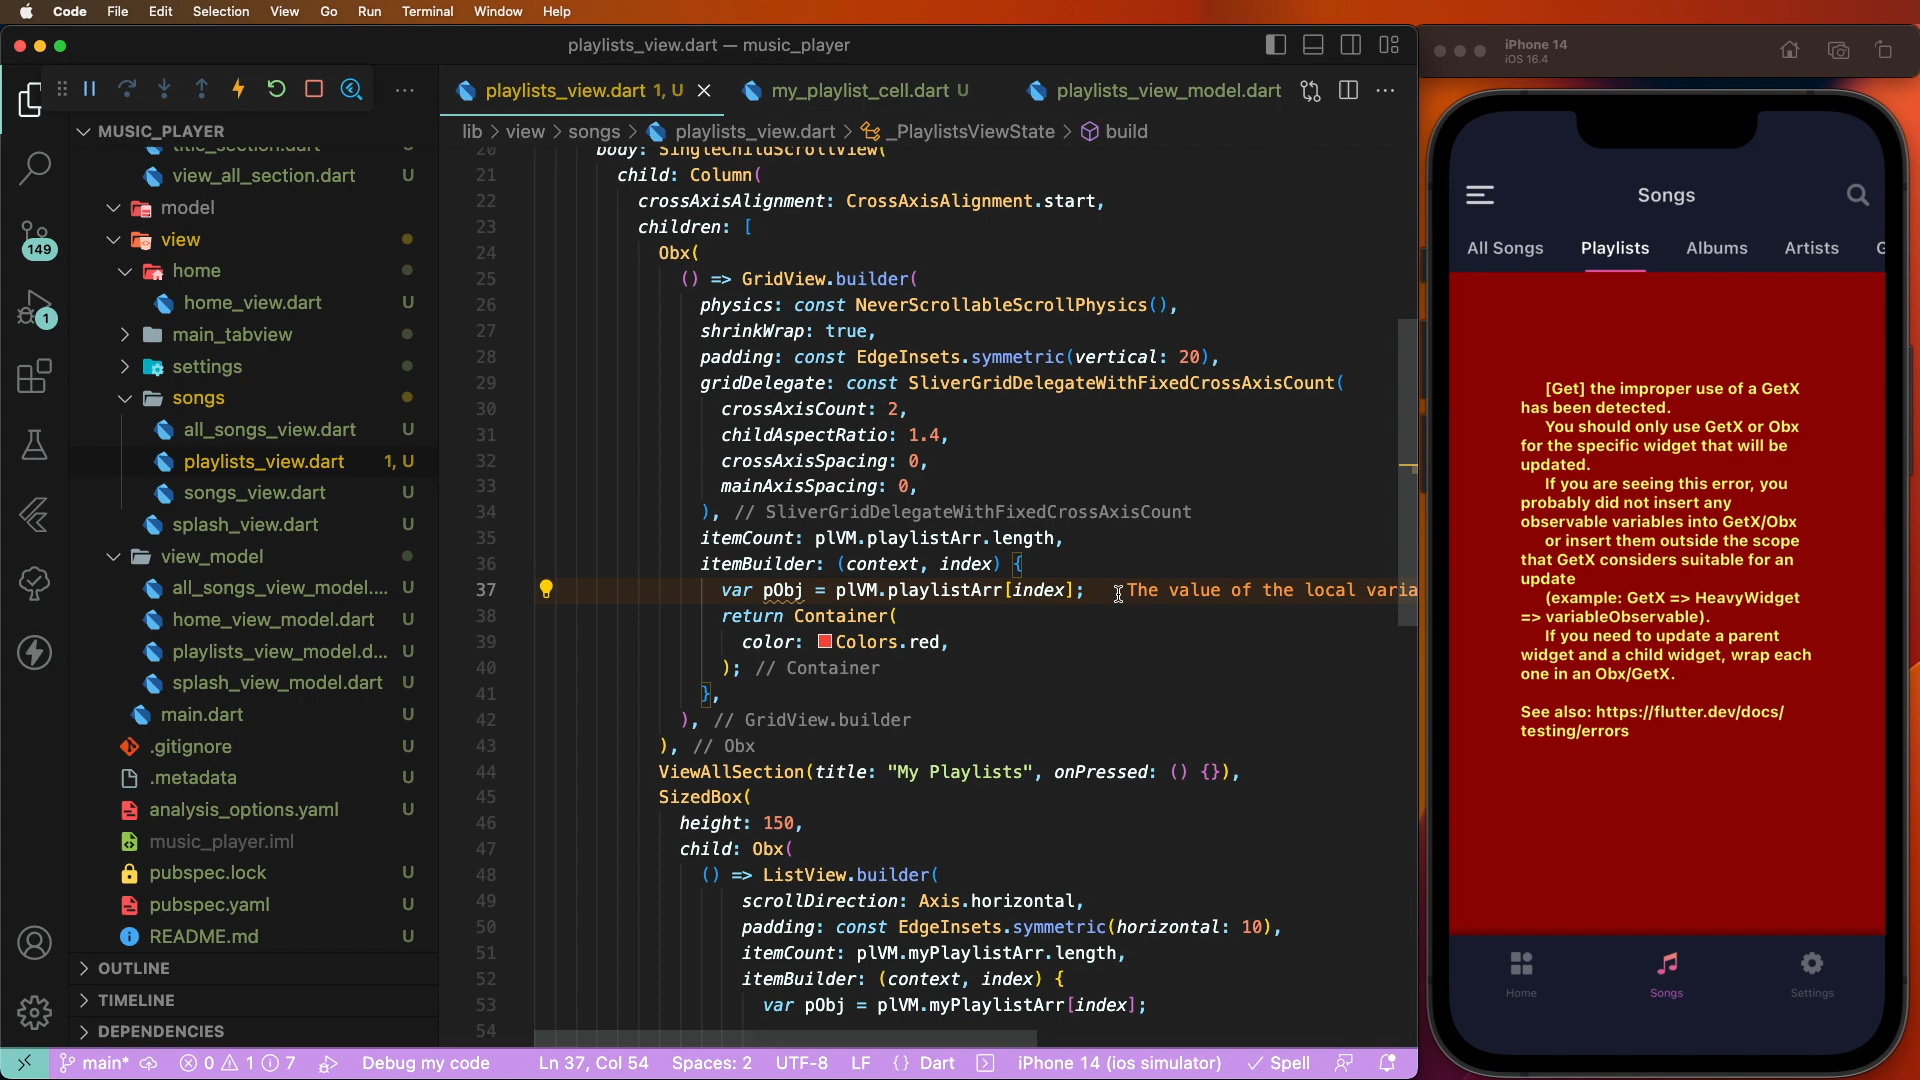 Code File Edit Selection View Go Run Terminal Window Help
playlists_view.dart — music_player
iPhone 14
iOS 16.4
playlists_view.dart 1, U
my_playlist_cell.dart U
playlists_view_model.dart
lib > view > songs > playlists_view.dart > _PlaylistsViewState > build
MUSIC_PLAYER
title_section.dart U
view_all_section.dart U
model
view
home
home_view.dart U
main_tabview
settings
songs
all_songs_view.dart U
playlists_view.dart 1, U
songs_view.dart U
splash_view.dart U
view_model
all_songs_view_model.... U
home_view_model.dart U
playlists_view_model.d... U
splash_view_model.dart U
main.dart U
.gitignore U
.metadata U
analysis_options.yaml U
music_player.iml
pubspec.lock U
pubspec.yaml U
README.md U
OUTLINE
TIMELINE
DEPENDENCIES
149
1
20 body: SingleChildScrollView(
21 child: Column(
22 crossAxisAlignment: CrossAxisAlignment.start,
23 children: [
24 Obx(
25 () => GridView.builder(
26 physics: const NeverScrollableScrollPhysics(),
27 shrinkWrap: true,
28 padding: const EdgeInsets.symmetric(vertical: 20),
29 gridDelegate: const SliverGridDelegateWithFixedCrossAxisCount(
30 crossAxisCount: 2,
31 childAspectRatio: 1.4,
32 crossAxisSpacing: 0,
33 mainAxisSpacing: 0,
34 ), // SliverGridDelegateWithFixedCrossAxisCount
35 itemCount: plVM.playlistArr.length,
36 itemBuilder: (context, index) {
37 var pObj = plVM.playlistArr[index]; The value of the local varia
38 return Container(
39 color: Colors.red,
40 ); // Container
41 },
42 ), // GridView.builder
43 ), // Obx
44 ViewAllSection(title: "My Playlists", onPressed: () {}),
45 SizedBox(
46 height: 150,
47 child: Obx(
48 () => ListView.builder(
49 scrollDirection: Axis.horizontal,
50 padding: const EdgeInsets.symmetric(horizontal: 10),
51 itemCount: plVM.myPlaylistArr.length,
52 itemBuilder: (context, index) {
53 var pObj = plVM.myPlaylistArr[index];
54
Songs
All Songs Playlists Albums Artists G
[Get] the improper use of a GetX
has been detected.
You should only use GetX or Obx
for the specific widget that will be
updated.
If you are seeing this error, you
probably did not insert any
observable variables into GetX/Obx
or insert them outside the scope
that GetX considers suitable for an
update
(example: GetX => HeavyWidget
=> variableObservable).
If you need to update a parent
widget and a child widget, wrap each
one in an Obx/GetX.
See also: https://flutter.dev/docs/
testing/errors
Home Songs Settings
main* 0 1 7 Debug my code Ln 37, Col 54 Spaces: 2 UTF-8 LF {} Dart iPhone 14 (ios simulator) Spell